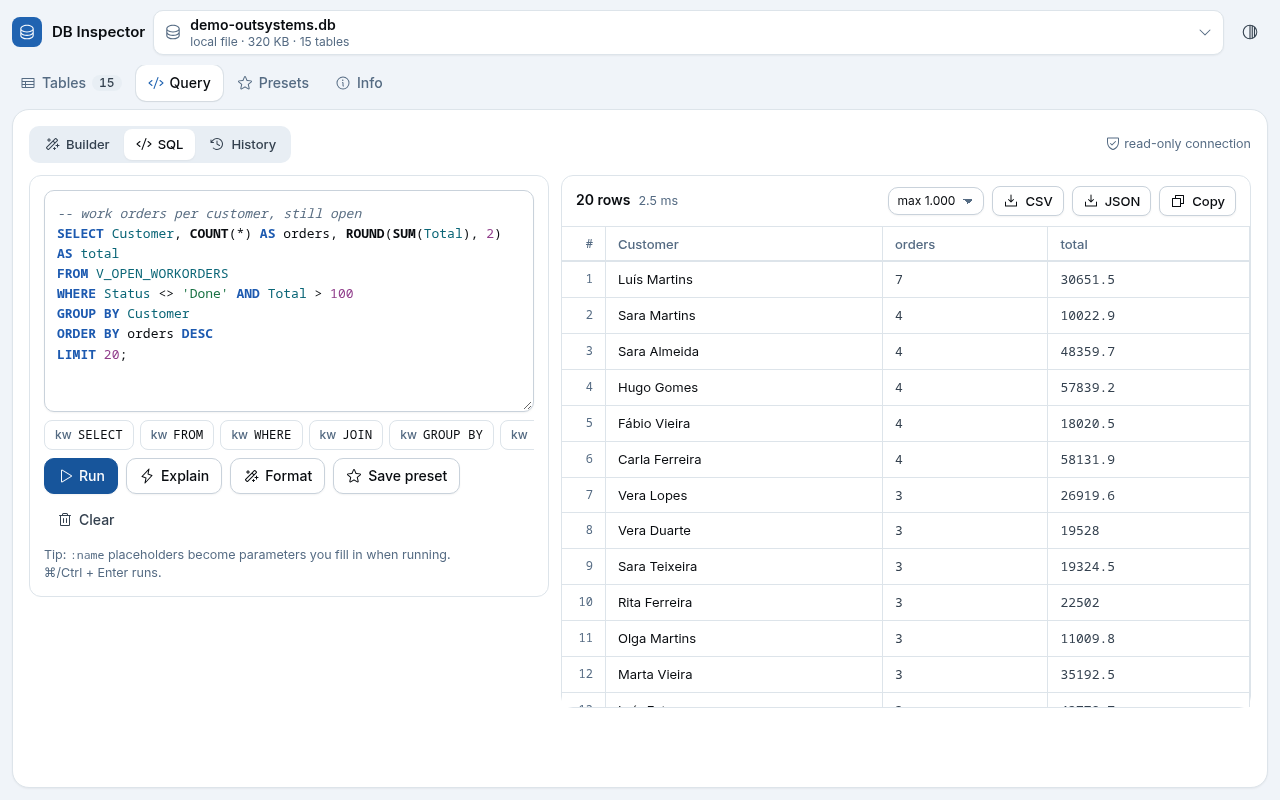 DB Inspector
demo-outsystems.db
local file · 320 KB · 15 tables
Tables 15 Query Presets Info
Builder SQL History
read-only connection
-- work orders per customer, still open
SELECT Customer, COUNT(*) AS orders, ROUND(SUM(Total), 2)
AS total
FROM V_OPEN_WORKORDERS
WHERE Status <> 'Done' AND Total > 100
GROUP BY Customer
ORDER BY orders DESC
LIMIT 20;
kw SELECT kw FROM kw WHERE kw JOIN kw GROUP BY kw
Run Explain Format Save preset
Clear
Tip: :name placeholders become parameters you fill in when running.
⌘/Ctrl + Enter runs.
20 rows 2.5 ms max 1.000 CSV JSON Copy
# Customer orders total
1 Luís Martins 7 30651.5
2 Sara Martins 4 10022.9
3 Sara Almeida 4 48359.7
4 Hugo Gomes 4 57839.2
5 Fábio Vieira 4 18020.5
6 Carla Ferreira 4 58131.9
7 Vera Lopes 3 26919.6
8 Vera Duarte 3 19528
9 Sara Teixeira 3 19324.5
10 Rita Ferreira 3 22502
11 Olga Martins 3 11009.8
12 Marta Vieira 3 35192.5